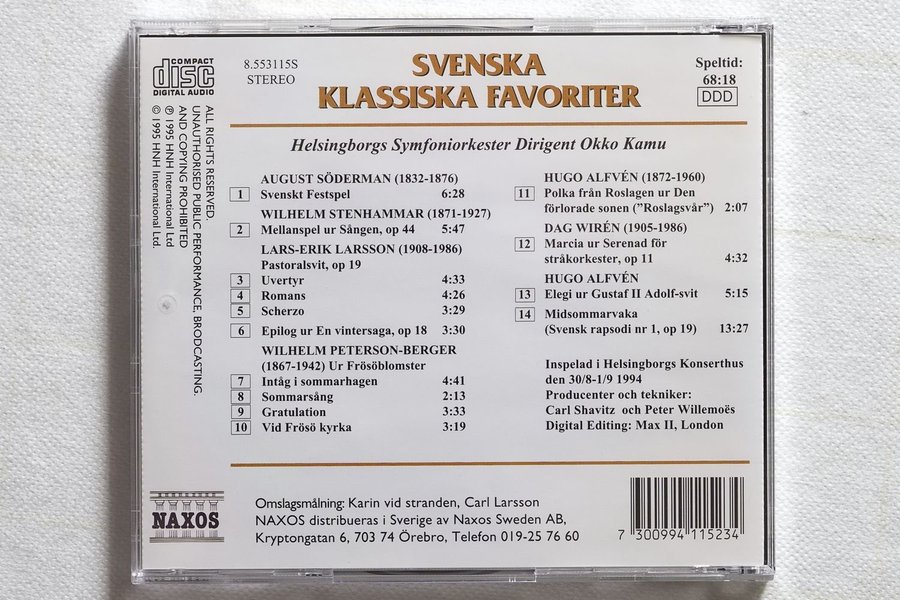 COMPACT
disc
DIGITAL AUDIO
8.553115S
STEREO
SVENSKA
KLASSISKA FAVORITER
Speltid:
68:18
DDD
Helsingborgs Symfoniorkester Dirigent Okko Kamu
AUGUST SÖDERMAN (1832-1876)
1 Svenskt Festspel 6:28
WILHELM STENHAMMAR (1871-1927)
2 Mellanspel ur Sången, op 44 5:47
LARS-ERIK LARSSON (1908-1986)
Pastoralsvit, op 19
3 Uvertyr 4:33
4 Romans 4:26
5 Scherzo 3:29
6 Epilog ur En vintersaga, op 18 3:30
WILHELM PETERSON-BERGER
(1867-1942) Ur Frösöblomster
7 Intåg i sommarhagen 4:41
8 Sommarsång 2:13
9 Gratulation 3:33
10 Vid Frösö kyrka 3:19
HUGO ALFVÉN (1872-1960)
11 Polka från Roslagen ur Den
förlorade sonen (”Roslagsvår”) 2:07
DAG WIRÉN (1905-1986)
12 Marcia ur Serenad för
stråkorkester, op 11 4:32
HUGO ALFVÉN
13 Elegi ur Gustaf II Adolf-svit 5:15
14 Midsommarvaka
(Svensk rapsodi nr 1, op 19) 13:27
Inspelad i Helsingborgs Konserthus
den 30/8-1/9 1994
Producenter och tekniker:
Carl Shavitz och Peter Willemoës
Digital Editing: Max II, London
ALL RIGHTS RESERVED.
UNAUTHORISED PUBLIC PERFORMANCE, BRODCASTING.
AND COPYING PROHIBITED
℗ 1995 HNH International Ltd.
© 1995 HNH International Ltd.
NAXOS
Omslagsmålning: Karin vid stranden, Carl Larsson
NAXOS distribueras i Sverige av Naxos Sweden AB,
Kryptongatan 6, 703 74 Örebro, Telefon 019-25 76 60
7 300994 115234